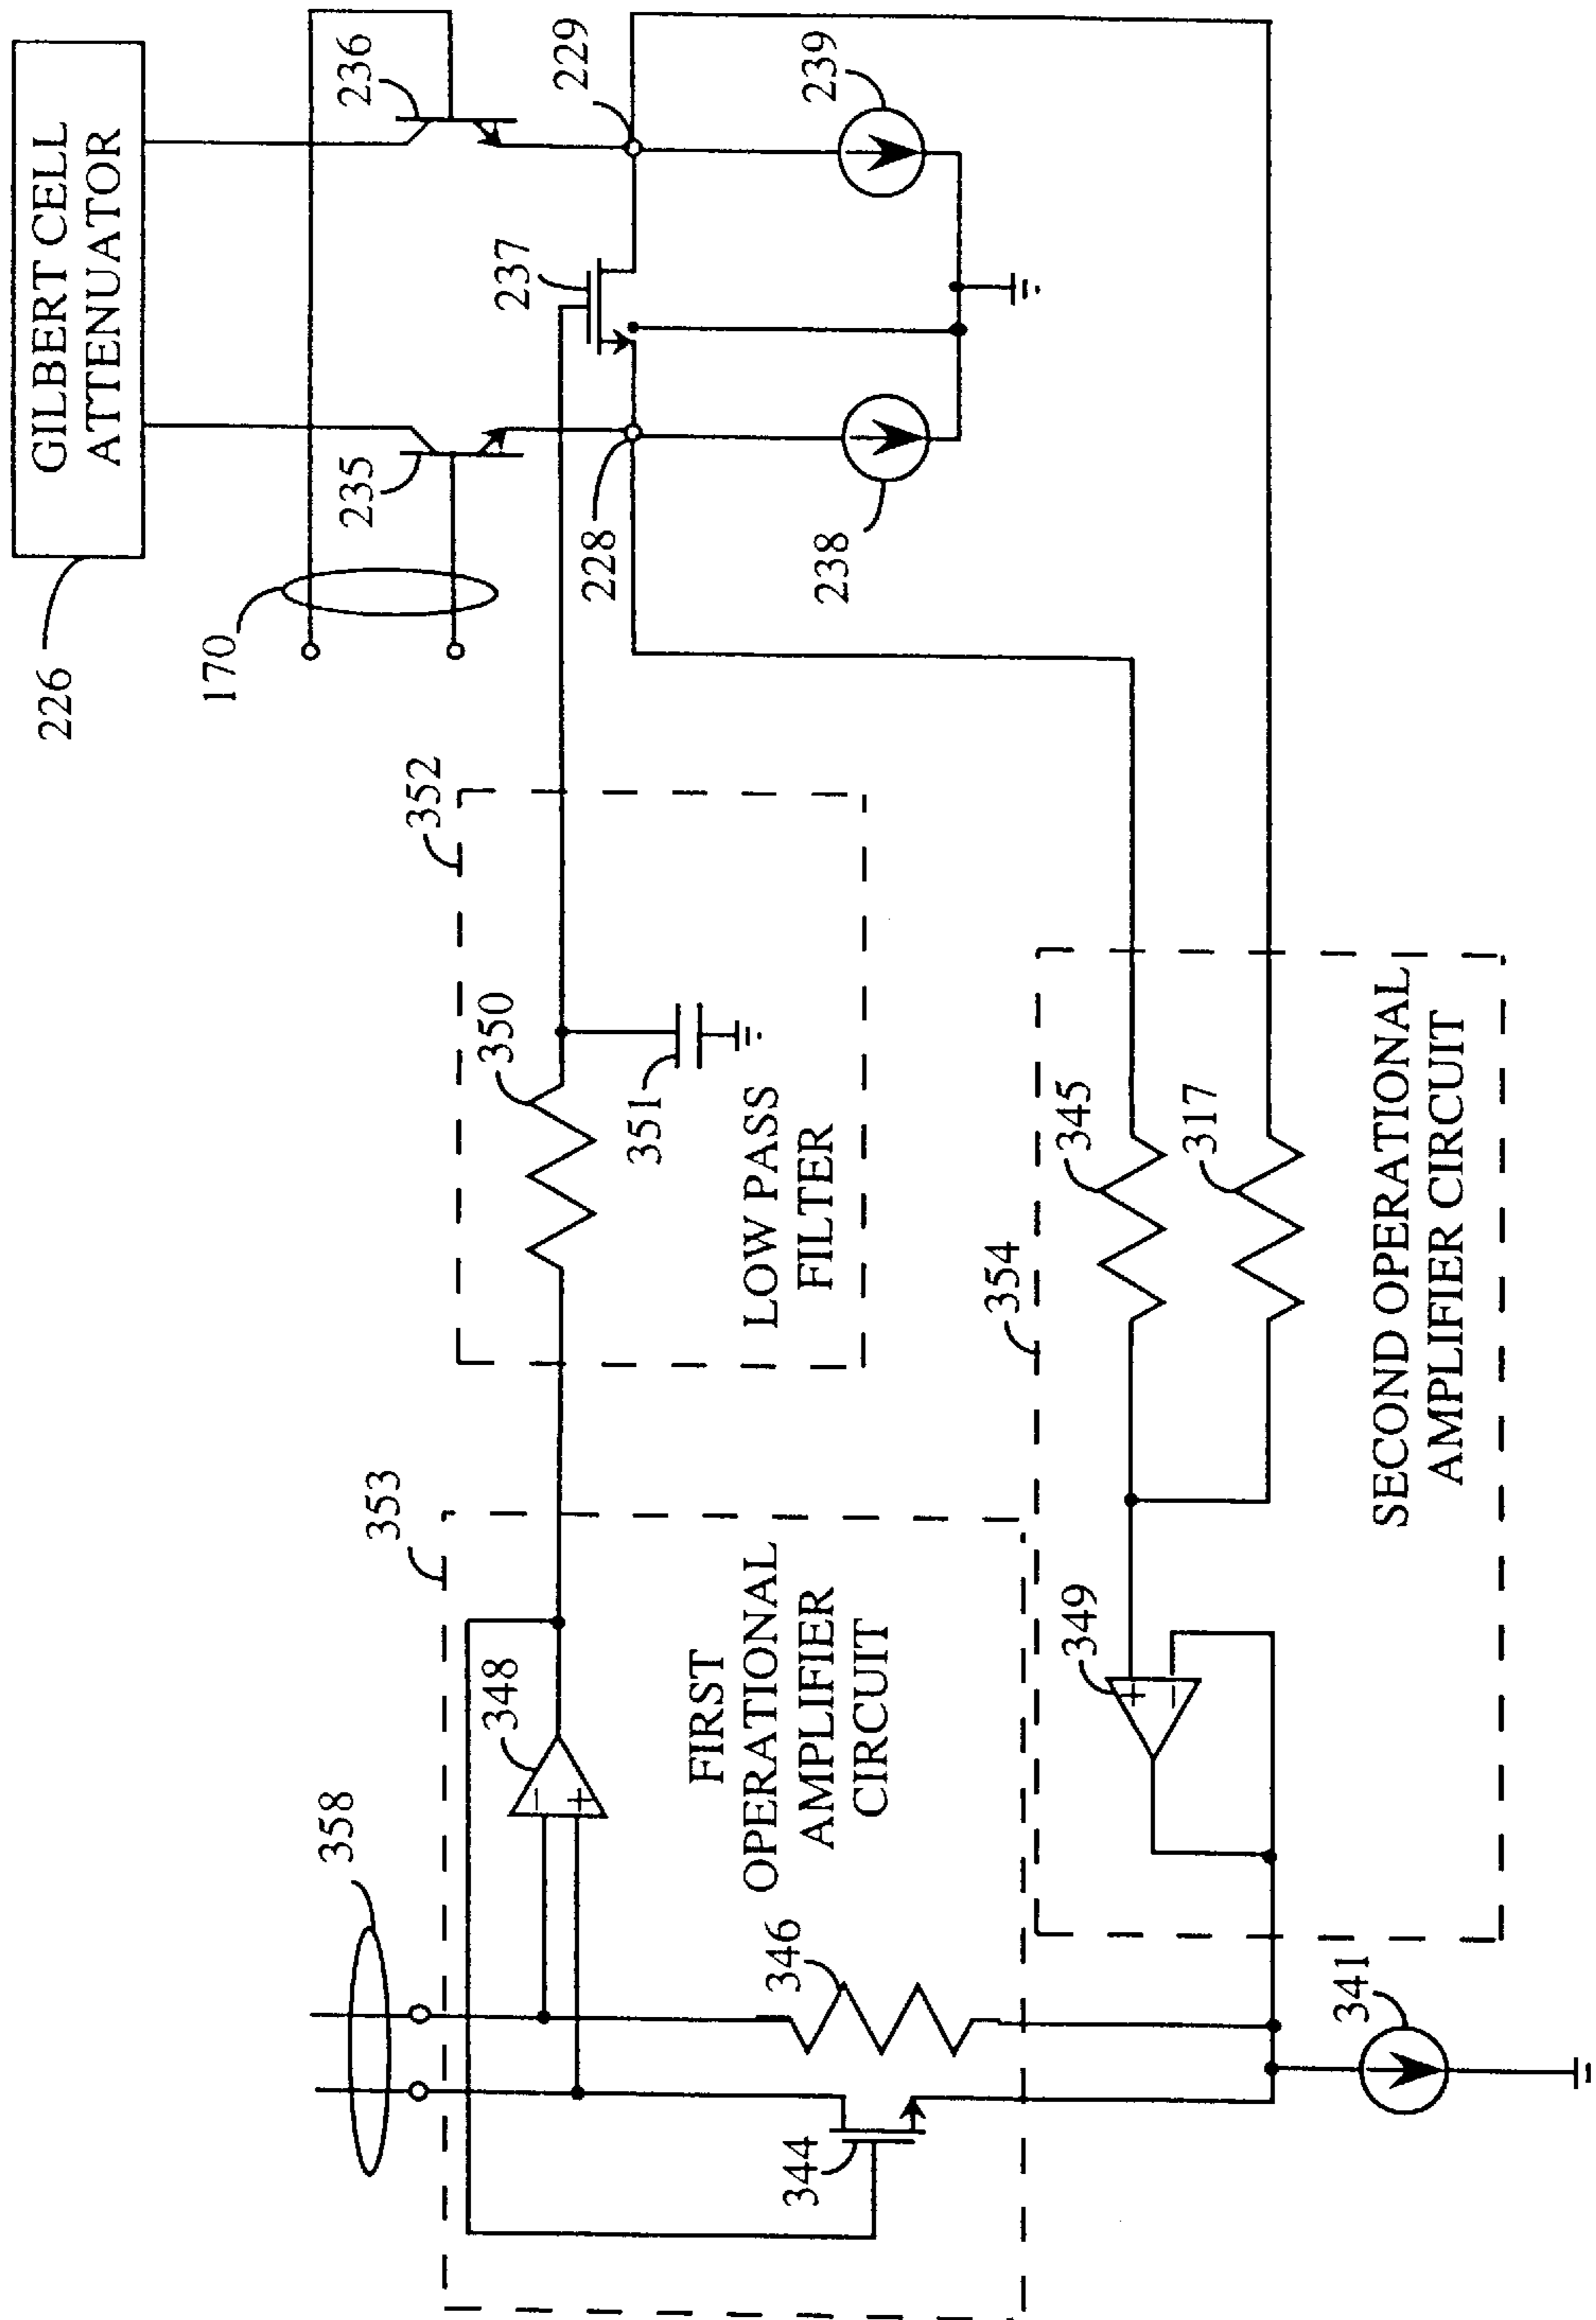 GILBERT CELL
ATTENUATOR
226
170
235
236
237
228
229
238
239
352
350
351
LOW PASS
FILTER
353
348
358
FIRST
OPERATIONAL
AMPLIFIER
CIRCUIT
346
344
354
345
317
349
SECOND OPERATIONAL
AMPLIFIER CIRCUIT
341
− +
+ −